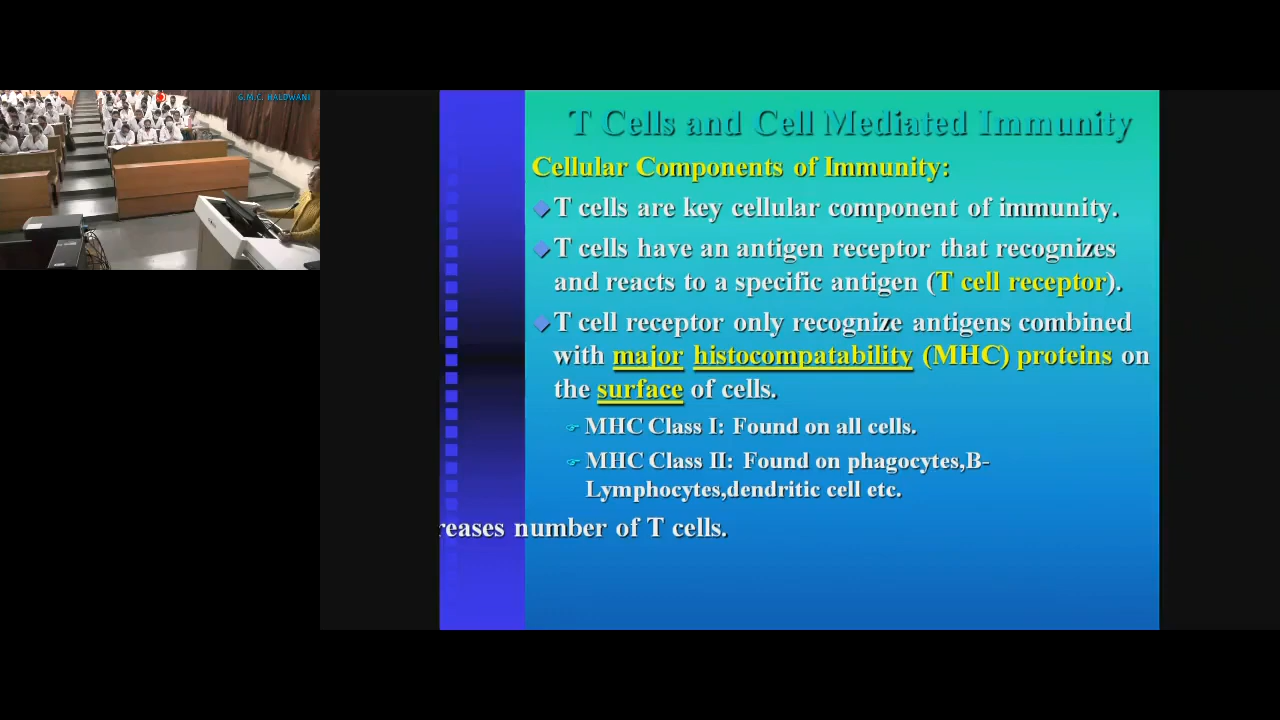 G.M.C. HALDWANI
T Cells and Cell Mediated Immunity
Cellular Components of Immunity:
T cells are key cellular component of immunity.
T cells have an antigen receptor that recognizes
and reacts to a specific antigen (T cell receptor).
T cell receptor only recognize antigens combined
with major histocompatability (MHC) proteins on
the surface of cells.
MHC Class I: Found on all cells.
MHC Class II: Found on phagocytes,B-
Lymphocytes,dendritic cell etc.
reases number of T cells.